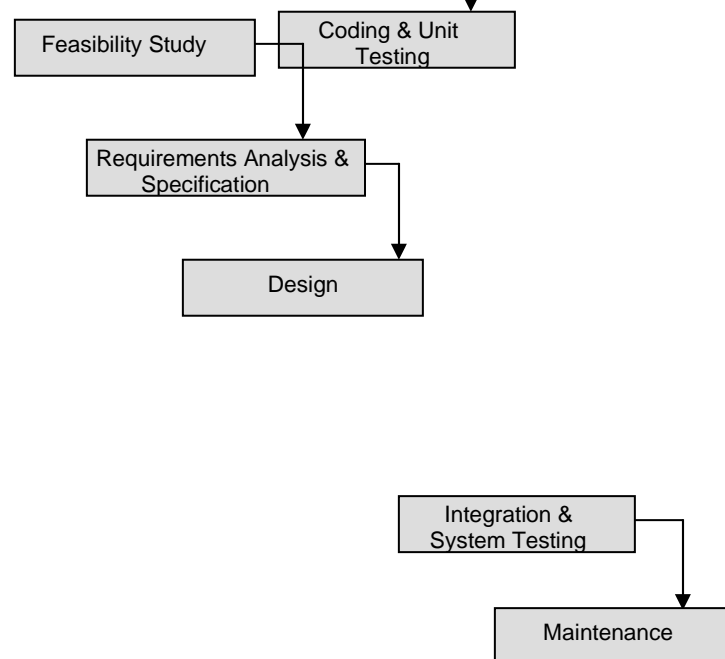 Feasibility Study
Coding & Unit
Testing
Requirements Analysis &
Specification
Design
Integration &
System Testing
Maintenance